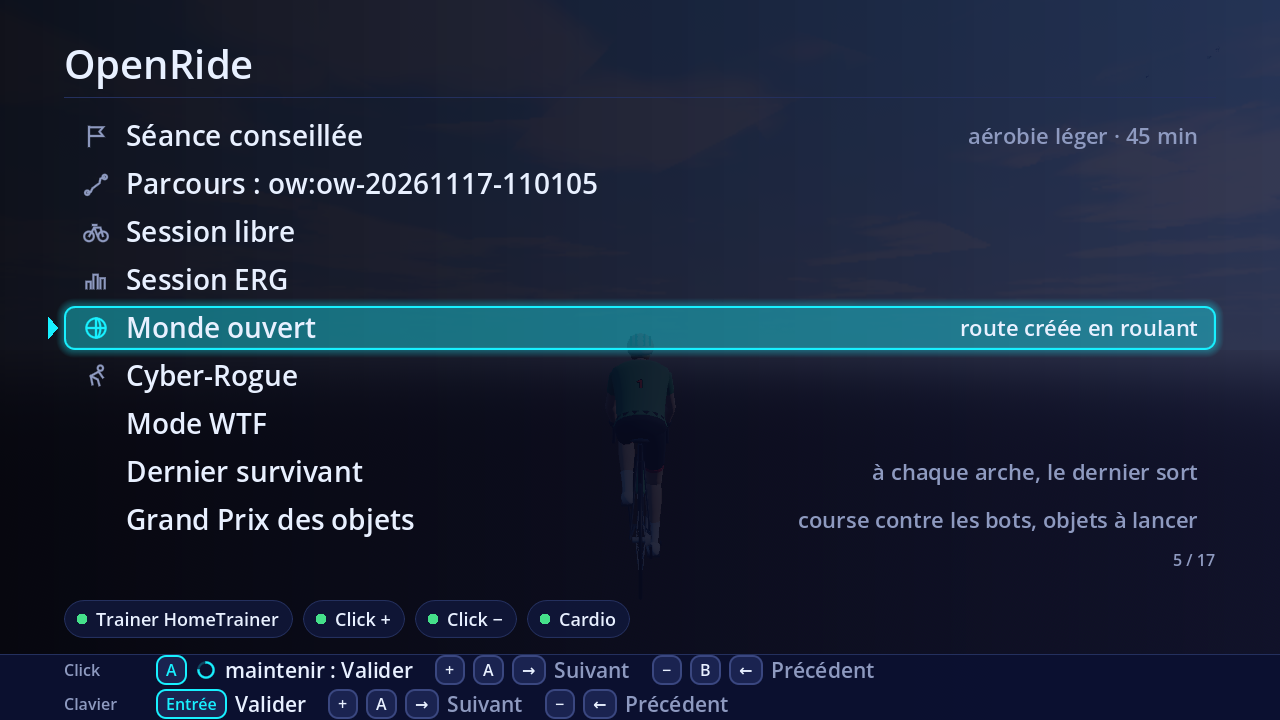 OpenRide
Séance conseillée aérobie léger · 45 min
Parcours : ow:ow-20261117-110105
Session libre
Session ERG
Monde ouvert route créée en roulant
Cyber-Rogue
Mode WTF
Dernier survivant à chaque arche, le dernier sort
Grand Prix des objets course contre les bots, objets à lancer
5 / 17
Trainer HomeTrainer Click + Click − Cardio
Click A maintenir : Valider + A → Suivant − B ← Précédent
Clavier Entrée Valider + A → Suivant − ← Précédent